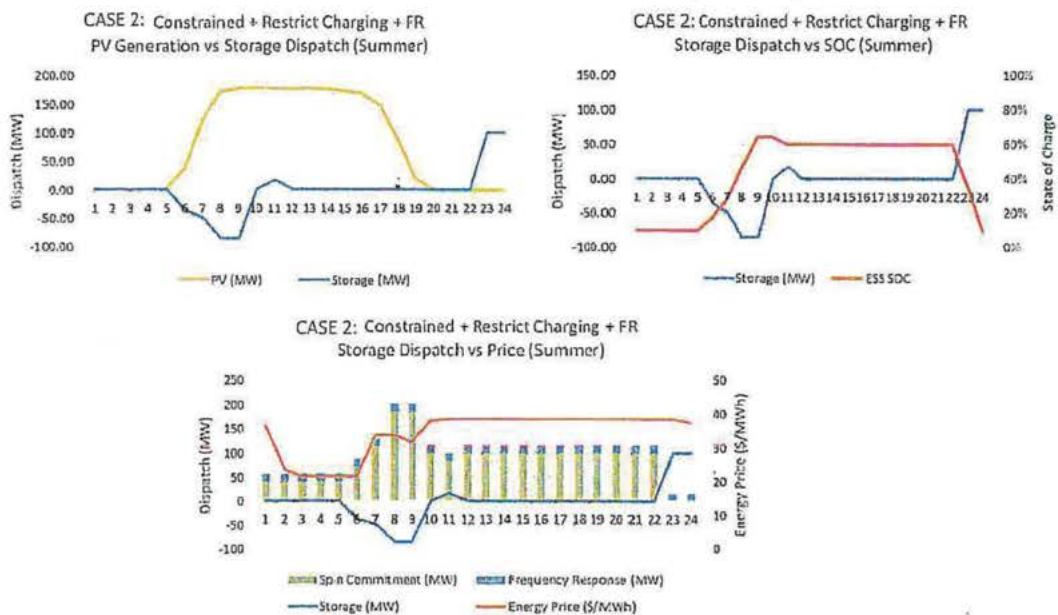 CASE 2: Constrained + Restrict Charging + FR
PV Generation vs Storage Dispatch (Summer)
200.00
150.00
100.00
50.00
0.00
-50.00
-100.00
Dispatch (MW)
1 2 3 4 5 6 7 8 9 10 11 12 13 14 15 16 17 18 19 20 21 22 23 24
PV (MW) Storage (MW)
CASE 2: Constrained + Restrict Charging + FR
Storage Dispatch vs SOC (Summer)
150.00
100.00
50.00
0.00
-50.00
-100.00
Dispatch (MW)
1 2 3 4 5 6 7 8 9 10 11 12 13 14 15 16 17 18 19 20 21 22 23 24
100%
80%
60%
40%
20%
0%
State of Charge
Storage (MW) ESS SOC
CASE 2: Constrained + Restrict Charging + FR
Storage Dispatch vs Price (Summer)
250
200
150
100
50
0
-50
-100
Dispatch (MW)
1 2 3 4 5 6 7 8 9 10 11 12 13 14 15 16 17 18 19 20 21 22 23 24
50
40
30
20
10
0
Energy Price ($/MWh)
Spin Commitment (MW) Frequency Response (MW)
Storage (MW) Energy Price ($/MWh)